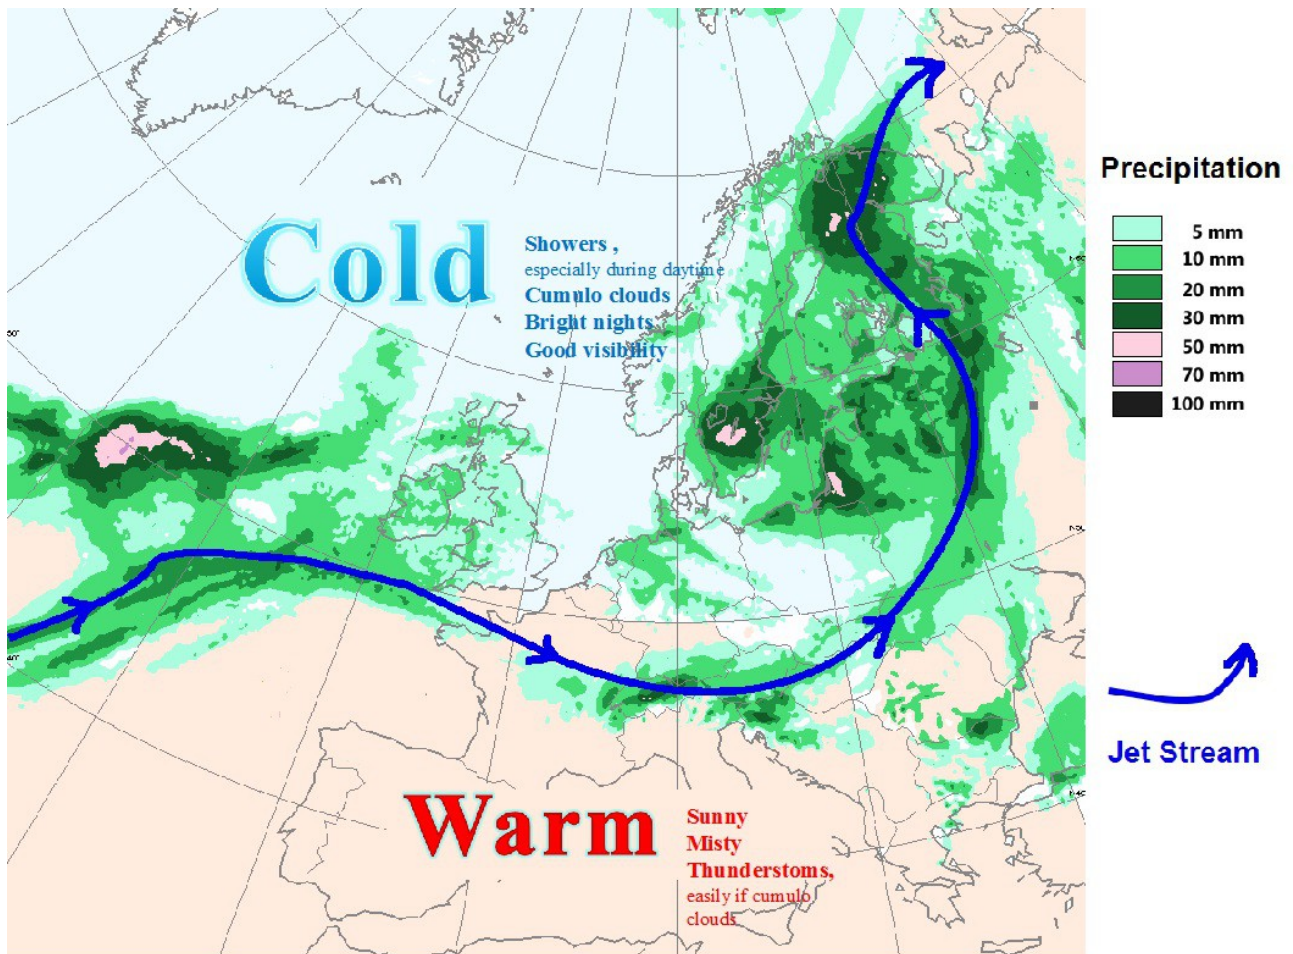 Cold
Showers ,
especially during daytime
Cumulo clouds
Bright nights
Good visibility
Warm
Sunny
Misty
Thunderstoms,
easily if cumulo
clouds.
Precipitation
5 mm
10 mm
20 mm
30 mm
50 mm
70 mm
100 mm
Jet Stream